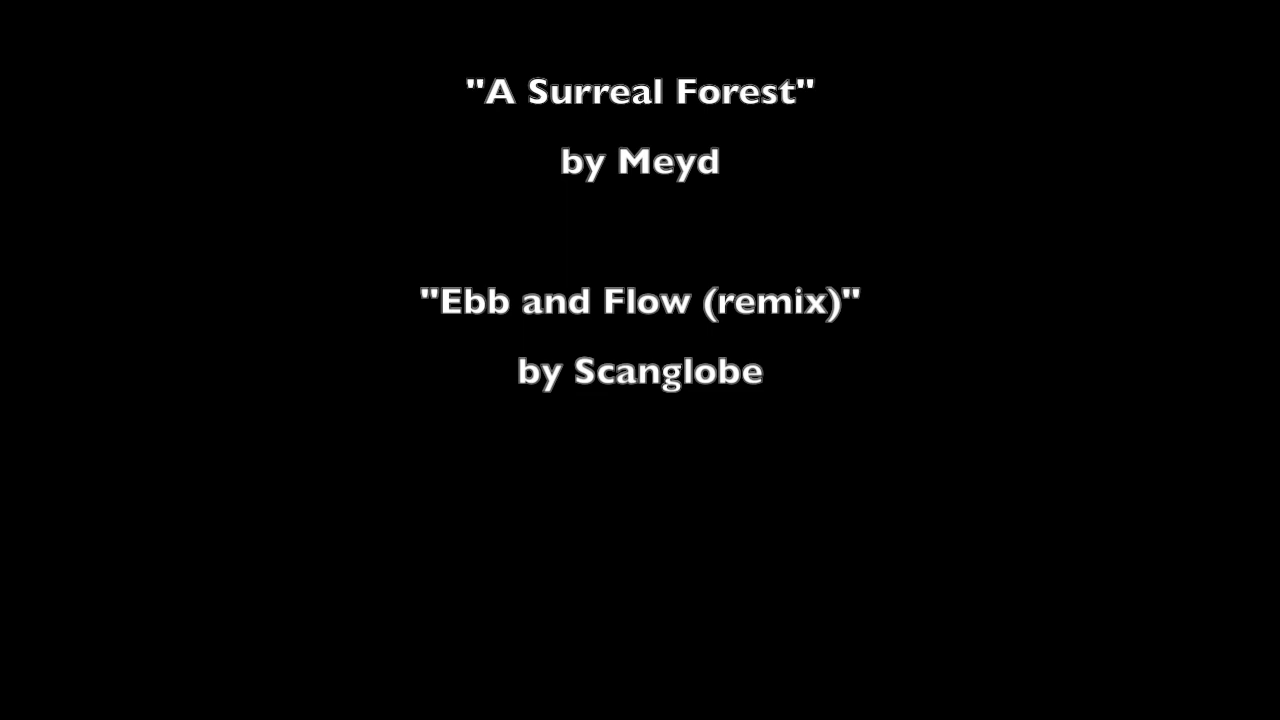 "A Surreal Forest"
by Meyd
"Ebb and Flow (remix)"
by Scanglobe